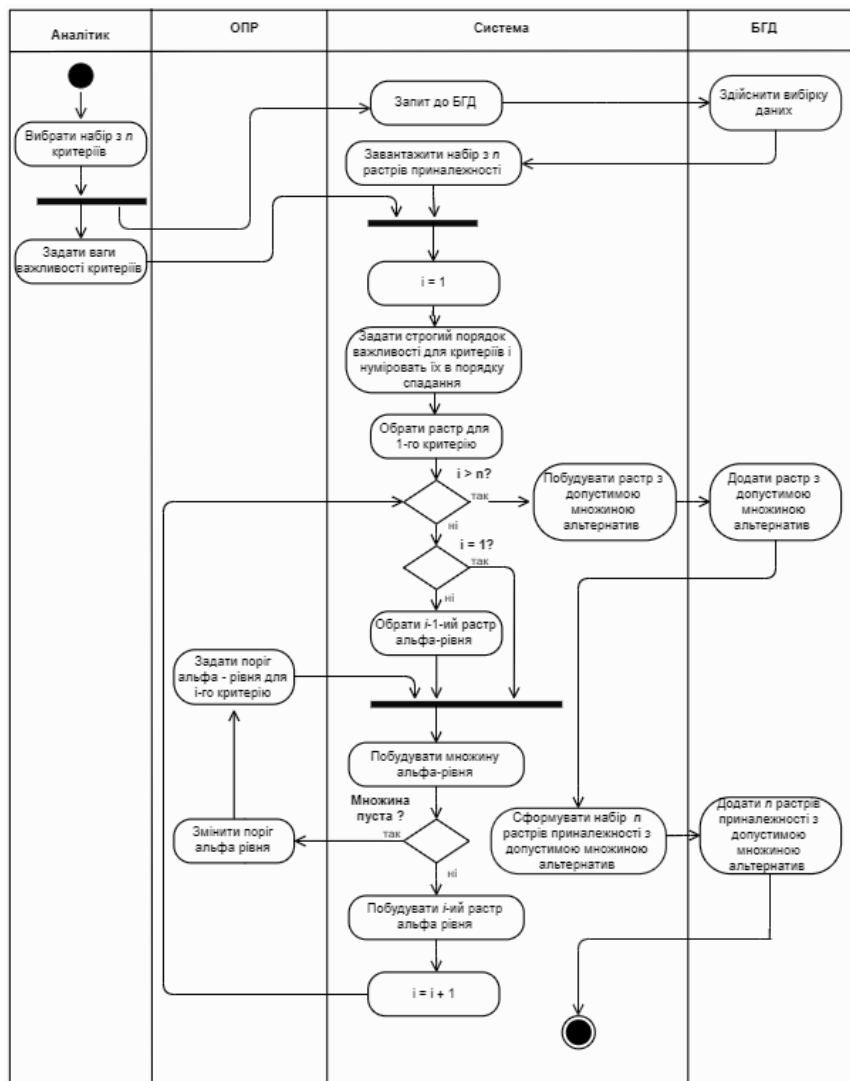 Аналітик
ОПР
Система
БГД
Запит до БГД
Здійснити вибірку
даних
Вибрати набір з n
критеріїв
Завантажити набір з n
растрів приналежності
Задати ваги
важливості критеріїв
i = 1
Задати строгий порядок
важливості для критеріїв і
нуміровать їх в порядку
спадання
Обрати растр для
1-го критерію
i > n?
так
ні
Побудувати растр з
допустимою
множиною
альтернатив
Додати растр з
допустимою
множиною
альтернатив
i = 1?
так
ні
Обрати i-1-ий растр
альфа-рівня
Задати поріг
альфа - рівня для
i-го критерію
Побудувати множину
альфа-рівня
Множина
пуста ?
так
ні
Змінити поріг
альфа рівня
Сформувати набір n
растрів приналежності з
допустимою множиною
альтернатив
Додати n растрів
приналежності з
допустимою
множиною
альтернатив
Побудувати i-ий растр
альфа рівня
i = i + 1